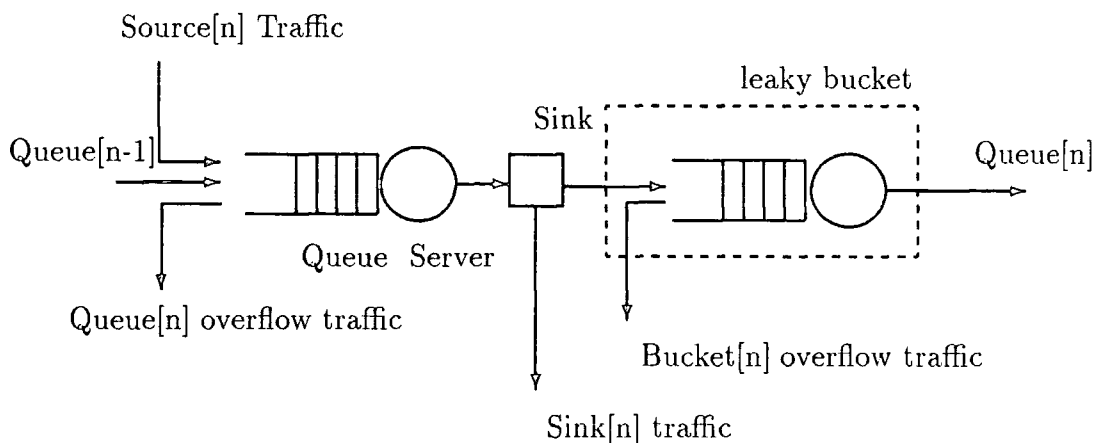 Source[n] Traffic
leaky bucket
Sink
Queue[n-1]
Queue[n]
Queue Server
Queue[n] overflow traffic
Bucket[n] overflow traffic
Sink[n] traffic